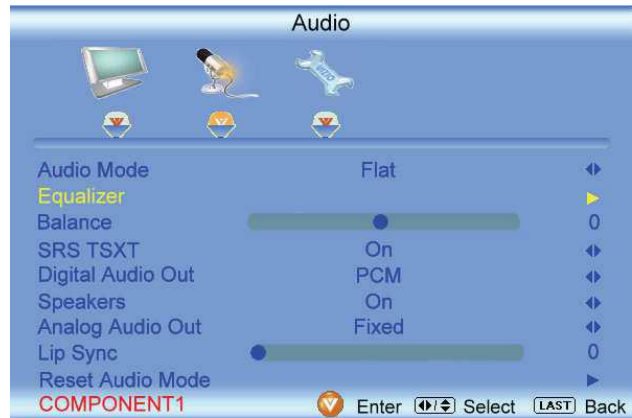 Audio
Audio Mode Flat
Equalizer
Balance 0
SRS TSXT On
Digital Audio Out PCM
Speakers On
Analog Audio Out Fixed
Lip Sync 0
Reset Audio Mode
COMPONENT1 Enter Select LAST Back